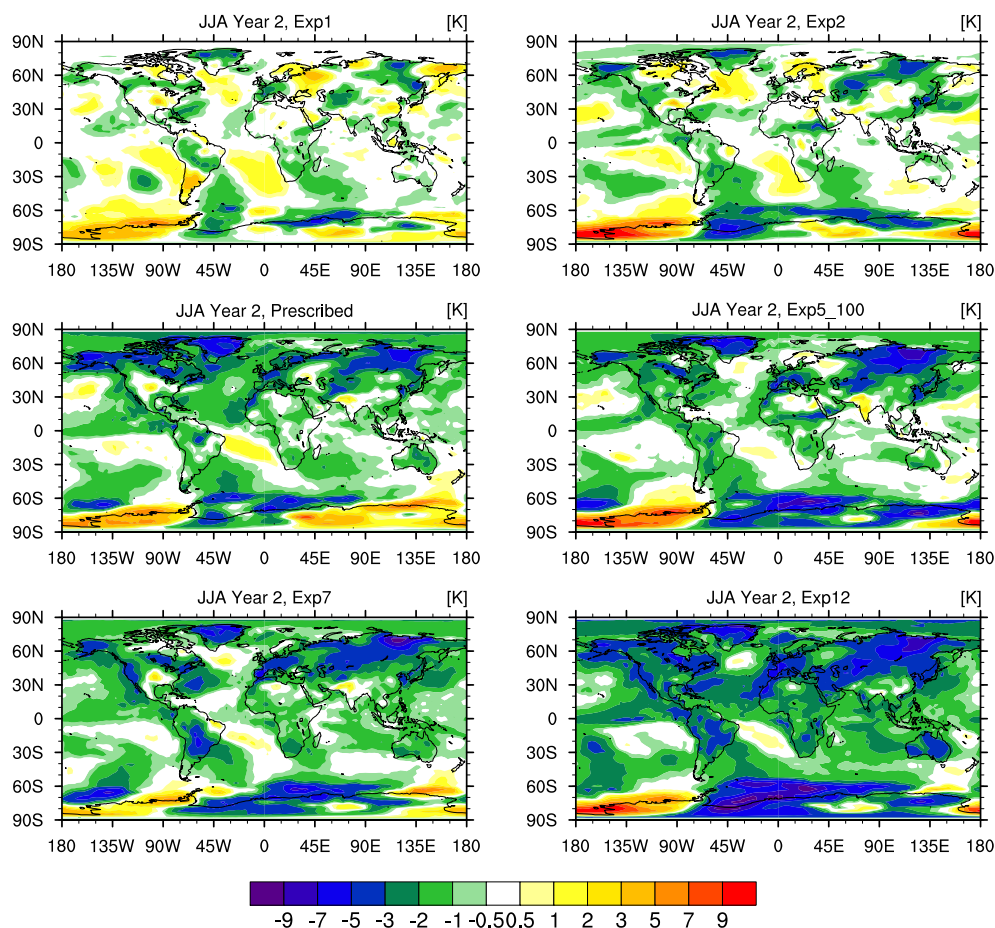 JJA Year 2, Exp1 [K]
JJA Year 2, Exp2 [K]
90N
60N
30N
0
30S
60S
90S
180 135W 90W 45W 0 45E 90E 135E 180
90N
60N
30N
0
30S
60S
90S
180 135W 90W 45W 0 45E 90E 135E 180
JJA Year 2, Prescribed [K]
JJA Year 2, Exp5_100 [K]
90N
60N
30N
0
30S
60S
90S
180 135W 90W 45W 0 45E 90E 135E 180
90N
60N
30N
0
30S
60S
90S
180 135W 90W 45W 0 45E 90E 135E 180
JJA Year 2, Exp7 [K]
JJA Year 2, Exp12 [K]
90N
60N
30N
0
30S
60S
90S
180 135W 90W 45W 0 45E 90E 135E 180
90N
60N
30N
0
30S
60S
90S
180 135W 90W 45W 0 45E 90E 135E 180
-9 -7 -5 -3 -2 -1 -0.5 0.5 1 2 3 5 7 9